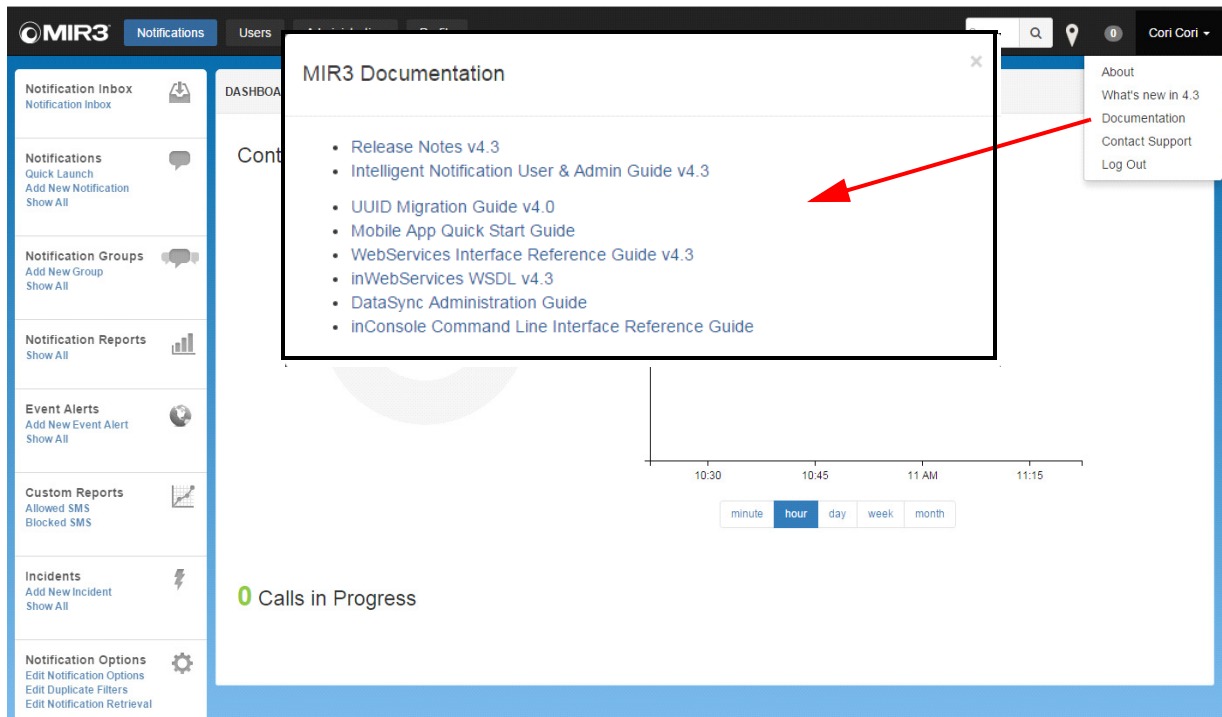 MIR3
Notifications
Users
0
Cori Cori
About
What's new in 4.3
Documentation
Contact Support
Log Out
MIR3 Documentation
×
Release Notes v4.3
Intelligent Notification User & Admin Guide v4.3
UUID Migration Guide v4.0
Mobile App Quick Start Guide
WebServices Interface Reference Guide v4.3
inWebServices WSDL v4.3
DataSync Administration Guide
inConsole Command Line Interface Reference Guide
Notification Inbox
Notification Inbox
Notifications
Quick Launch
Add New Notification
Show All
Notification Groups
Add New Group
Show All
Notification Reports
Show All
Event Alerts
Add New Event Alert
Show All
Custom Reports
Allowed SMS
Blocked SMS
Incidents
Add New Incident
Show All
Notification Options
Edit Notification Options
Edit Duplicate Filters
Edit Notification Retrieval
DASHBOA
Cont
10:30 10:45 11 AM 11:15
minute hour day week month
0 Calls in Progress